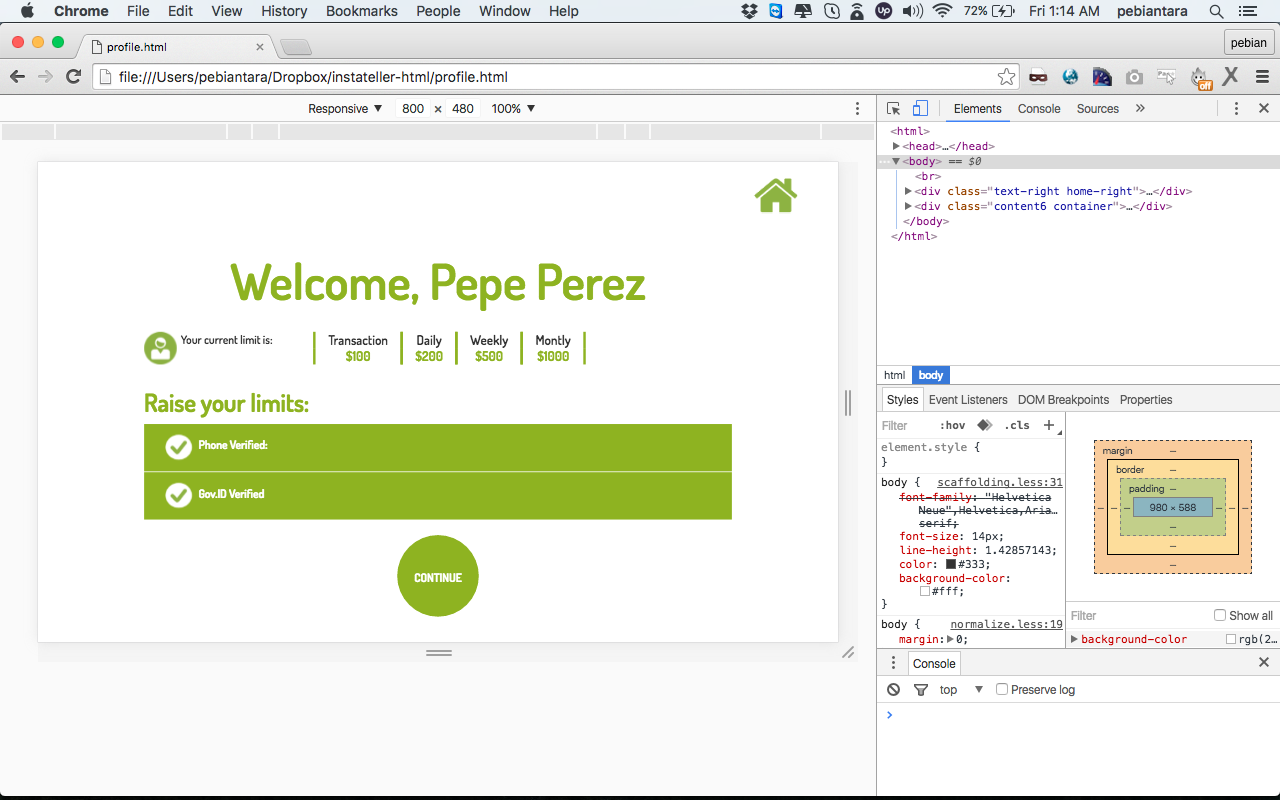 Chrome File Edit View History Bookmarks People Window Help Up 72% Fri 1:14 AM pebiantara
profile.html pebian
file:///Users/pebiantara/Dropbox/instateller-html/profile.html off
Responsive ▼ 800 × 480 100% ▼
Elements Console Sources »
<html>
▶<head>…</head>
…▼<body> == $0
<br>
▶<div class="text-right home-right">…</div>
▶<div class="content6 container">…</div>
</body>
</html>
Welcome, Pepe Perez
Your current limit is:
Transaction Daily Weekly Montly
$100 $200 $500 $1000
Raise your limits:
Phone Verified:
Gov.ID Verified
CONTINUE
html body
Styles Event Listeners DOM Breakpoints Properties
Filter :hov .cls +
element.style {
}
body { scaffolding.less:31
font-family: "Helvetica
Neue",Helvetica,Aria…
serif;
font-size: 14px;
line-height: 1.42857143;
color: #333;
background-color:
#fff;
}
body { normalize.less:19
margin:▶0;
margin –
border –
padding –
– – – 980 × 588 – – –
–
–
–
Filter Show all
▶ background-color rgb(2…
Console
top ▼ Preserve log
>